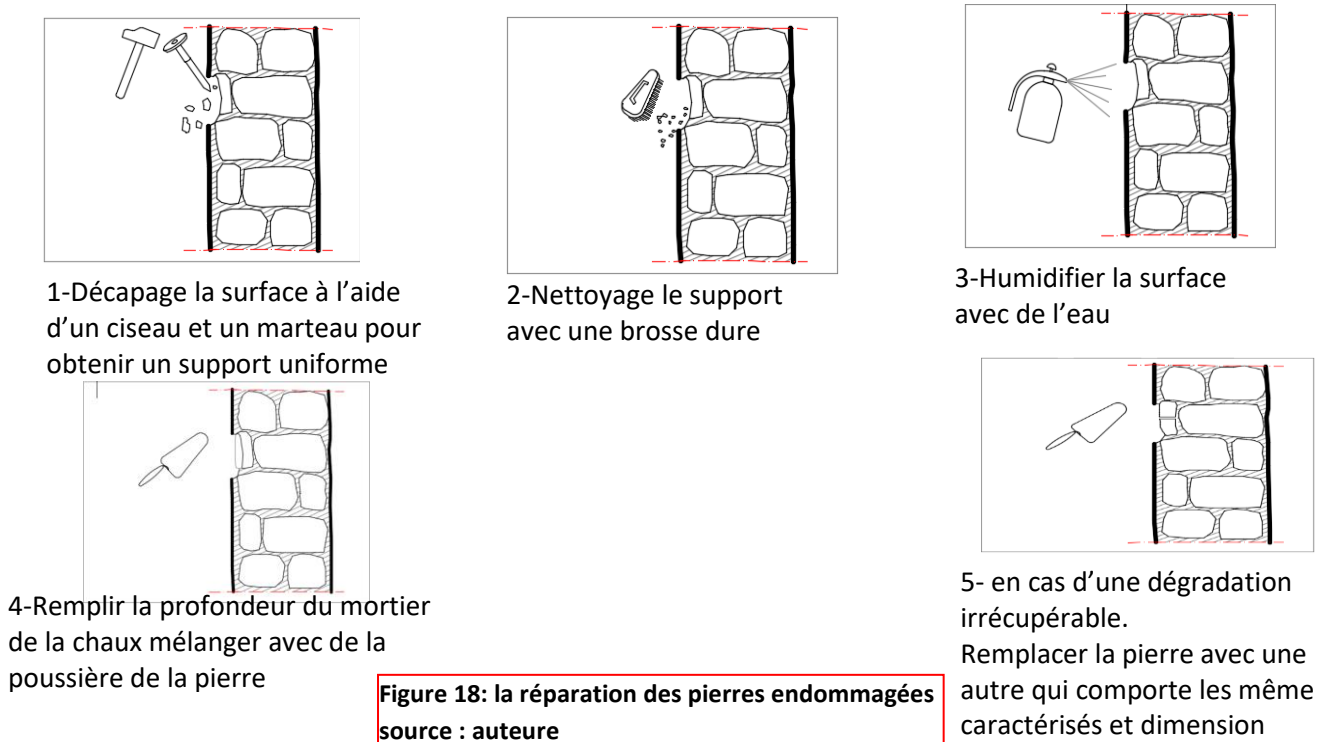 1-Décapage la surface à l’aide
d’un ciseau et un marteau pour
obtenir un support uniforme
2-Nettoyage le support
avec une brosse dure
3-Humidifier la surface
avec de l’eau
4-Remplir la profondeur du mortier
de la chaux mélanger avec de la
poussière de la pierre
5- en cas d’une dégradation
irrécupérable.
Remplacer la pierre avec une
autre qui comporte les même
caractérisés et dimension
Figure 18: la réparation des pierres endommagées
source : auteure